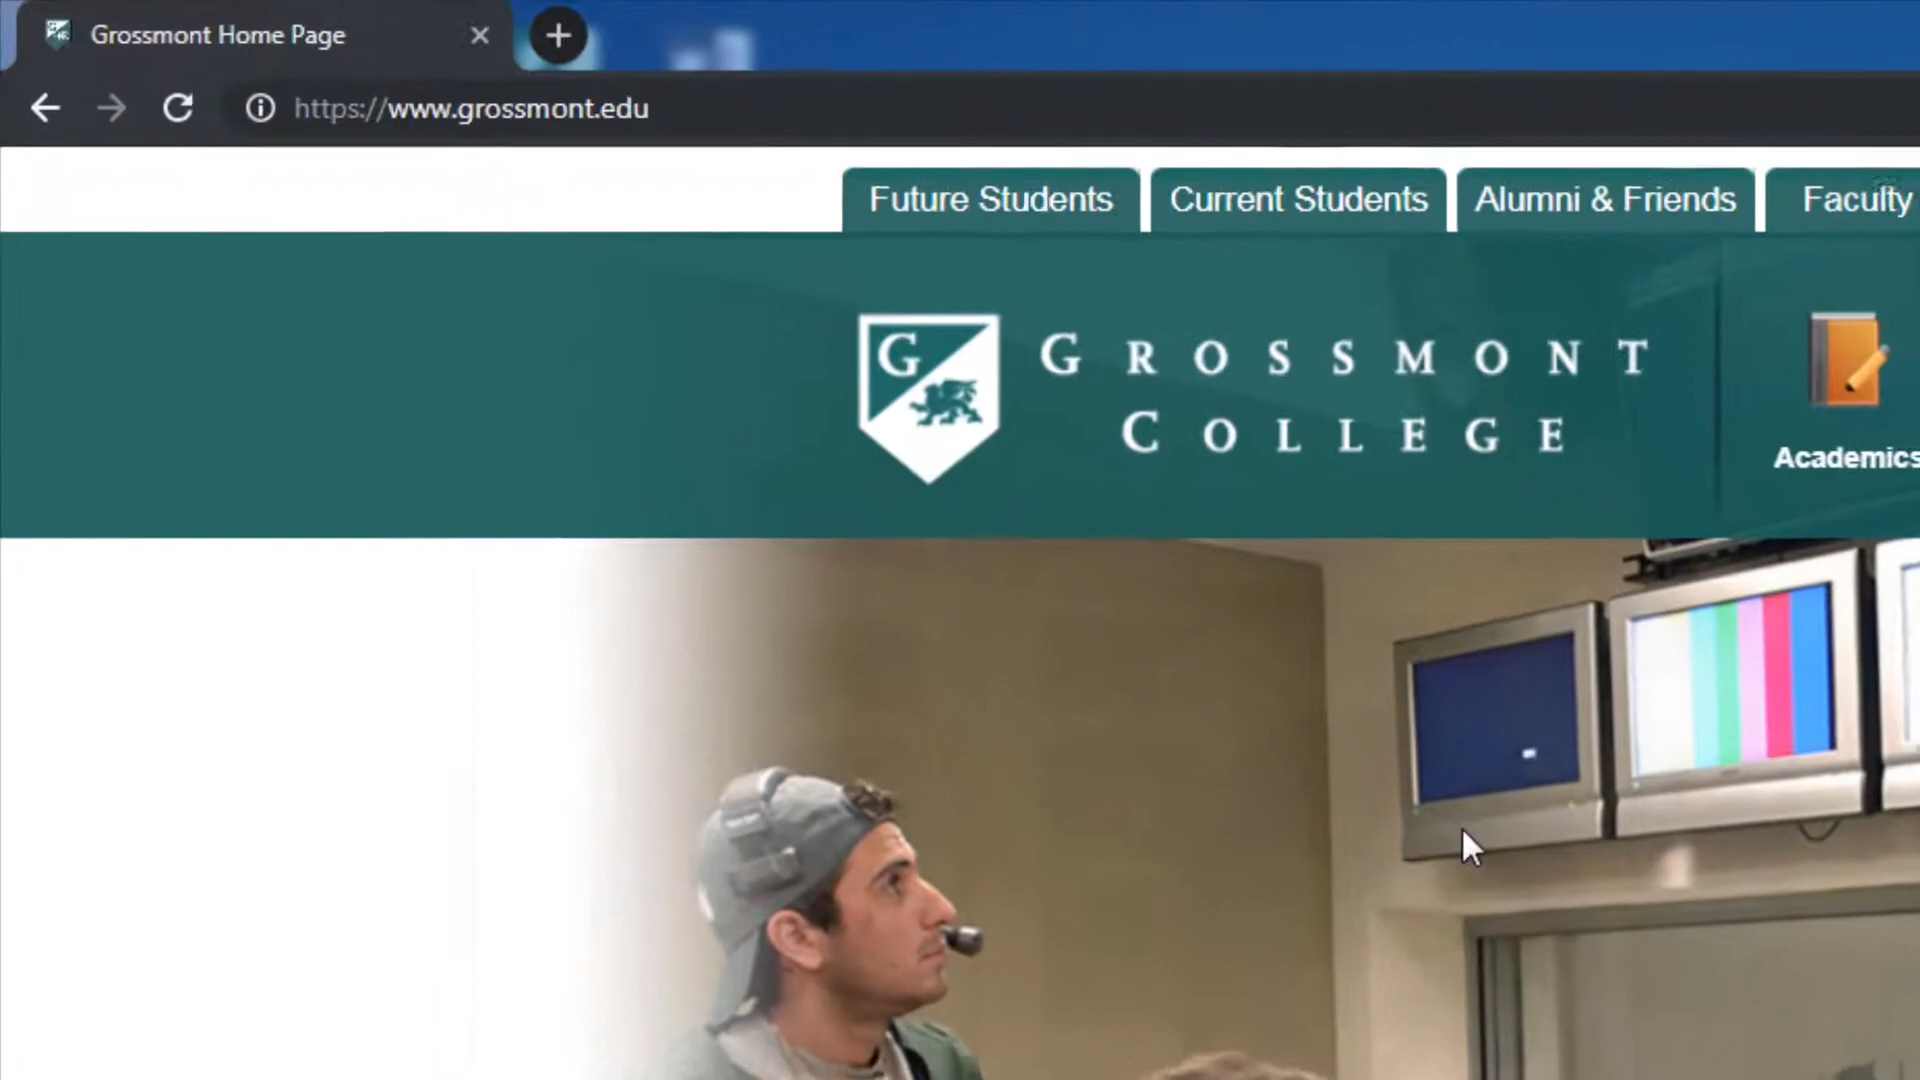 Grossmont Home Page
https://www.grossmont.edu
Future Students
Current Students
Alumni & Friends
Faculty
G
GROSSMONT
COLLEGE
Academics